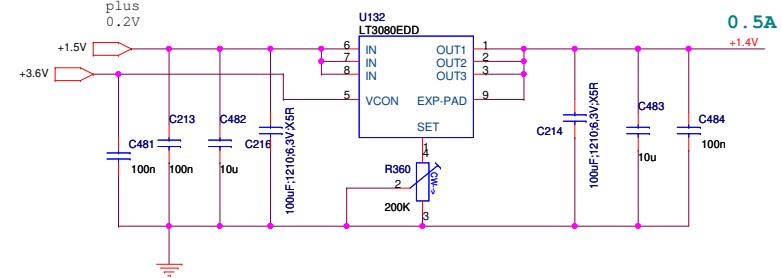 plus
0.2V
+1.5V
+3.6V
U132
LT3080EDD
6 IN
7 IN
8 IN
5 VCON
OUT1 1
OUT2 2
OUT3 3
EXP-PAD 9
SET
0.5A
+1.4V
C481
100n
C213
100n
C482
10u
C216
100uF;1210;6,3V;X5R
1
4
R360
2
CW->
200K
3
C214
100uF;1210;6,3V;X5R
C483
10u
C484
100n